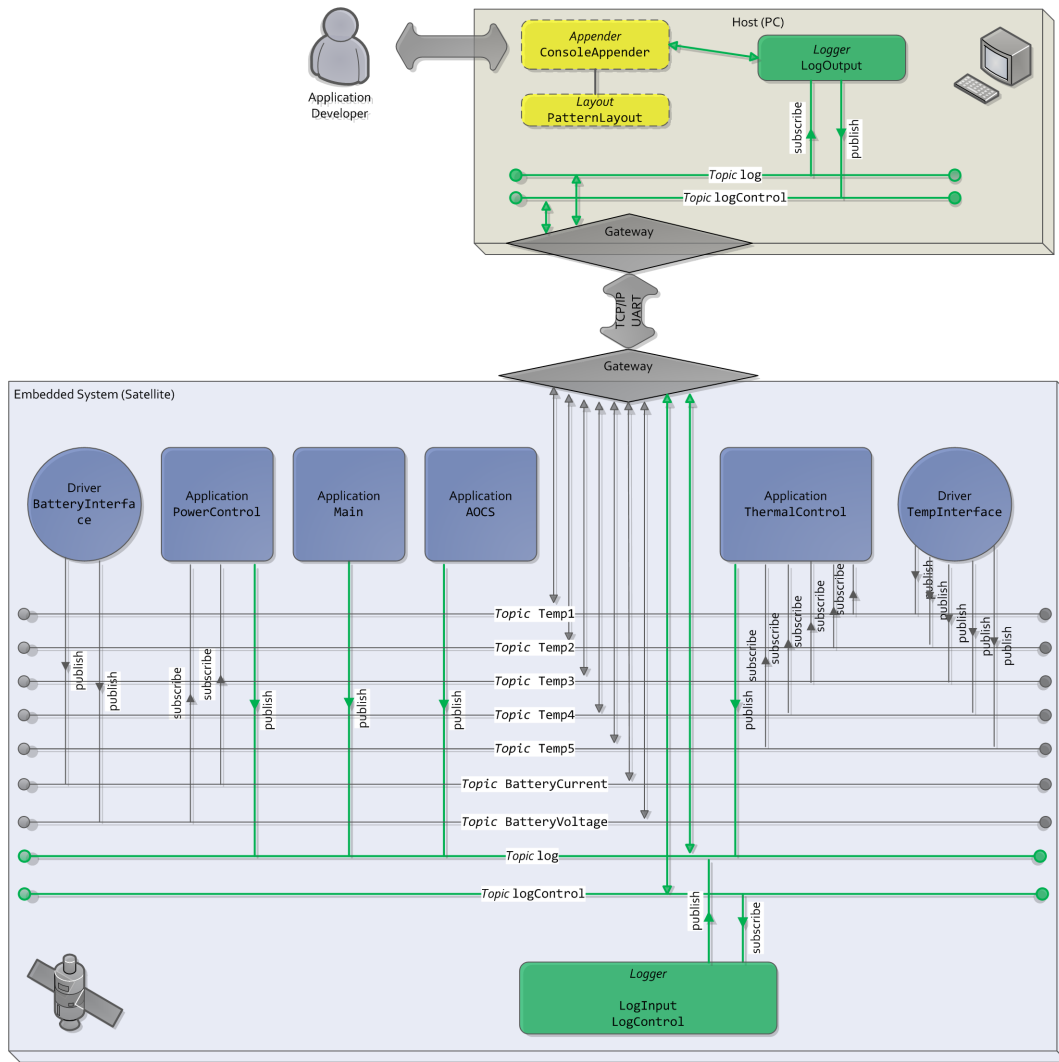 Host (PC)
Appender
ConsoleAppender
Logger
LogOutput
Application
Developer
Layout
PatternLayout
subscribe
publish
Topic log
Topic logControl
Gateway
TCP/IP
UART
Gateway
Embedded System (Satellite)
Driver
BatteryInterfa
ce
Application
PowerControl
Application
Main
Application
AOCS
Application
ThermalControl
Driver
TempInterface
publish
publish
subscribe
subscribe
publish
publish
publish
publish
subscribe
subscribe
subscribe
subscribe
subscribe
publish
publish
publish
publish
publish
Topic Temp1
Topic Temp2
Topic Temp3
Topic Temp4
Topic Temp5
Topic BatteryCurrent
Topic BatteryVoltage
Topic log
Topic logControl
publish
subscribe
Logger
LogInput
LogControl